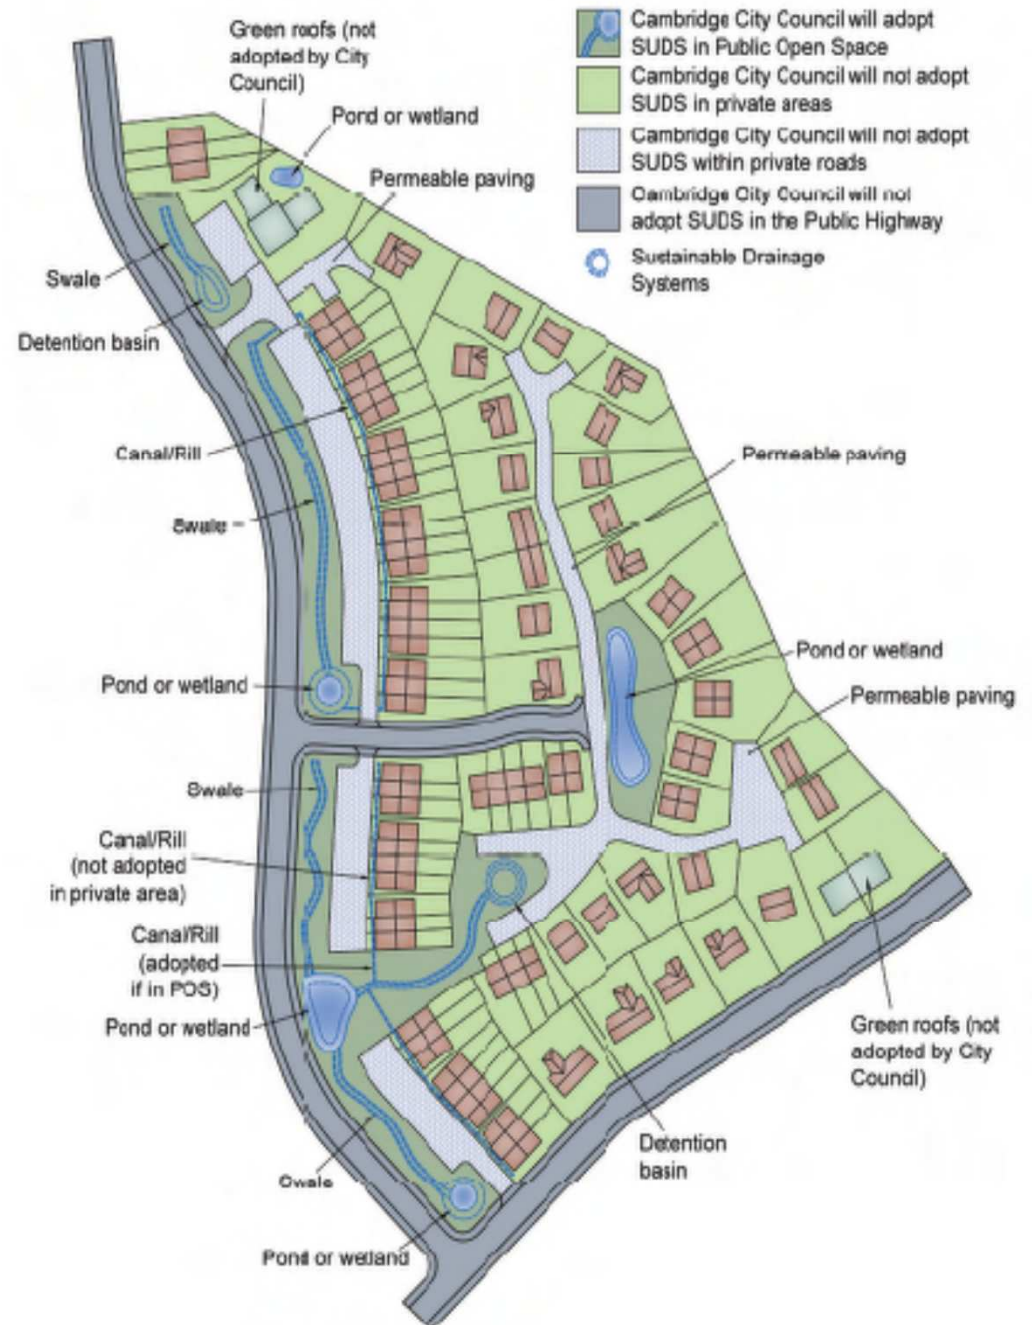 Green roofs (not
adopted by City
Council)
Pond or wetland
Permeable paving
Cambridge City Council will adopt
SUDS in Public Open Space
Cambridge City Council will not adopt
SUDS in private areas
Cambridge City Council will not adopt
SUDS within private roads
Cambridge City Council will not
adopt SUDS in the Public Highway
Sustainable Drainage
Systems
Swale
Detention basin
Canal/Rill
Swale
Permeable paving
Pond or wetland
Pond or wetland
Permeable paving
Swale
Canal/Rill
(not adopted
in private area)
Canal/Rill
(adopted
if in POS)
Pond or wetland
Green roofs (not
adopted by City
Council)
Detention
basin
Swale
Pond or wetland